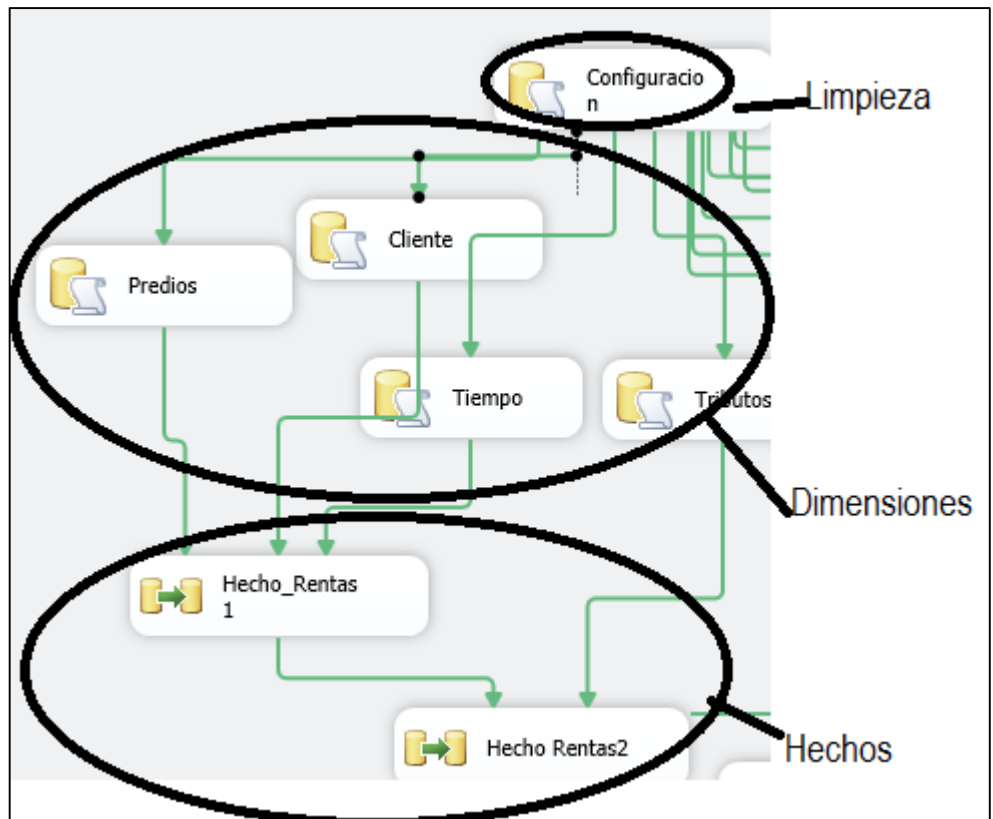 Configuracio
n
Limpieza
Cliente
Predios
Tiempo
Tributos
Dimensiones
Hecho_Rentas
1
Hecho Rentas2
Hechos